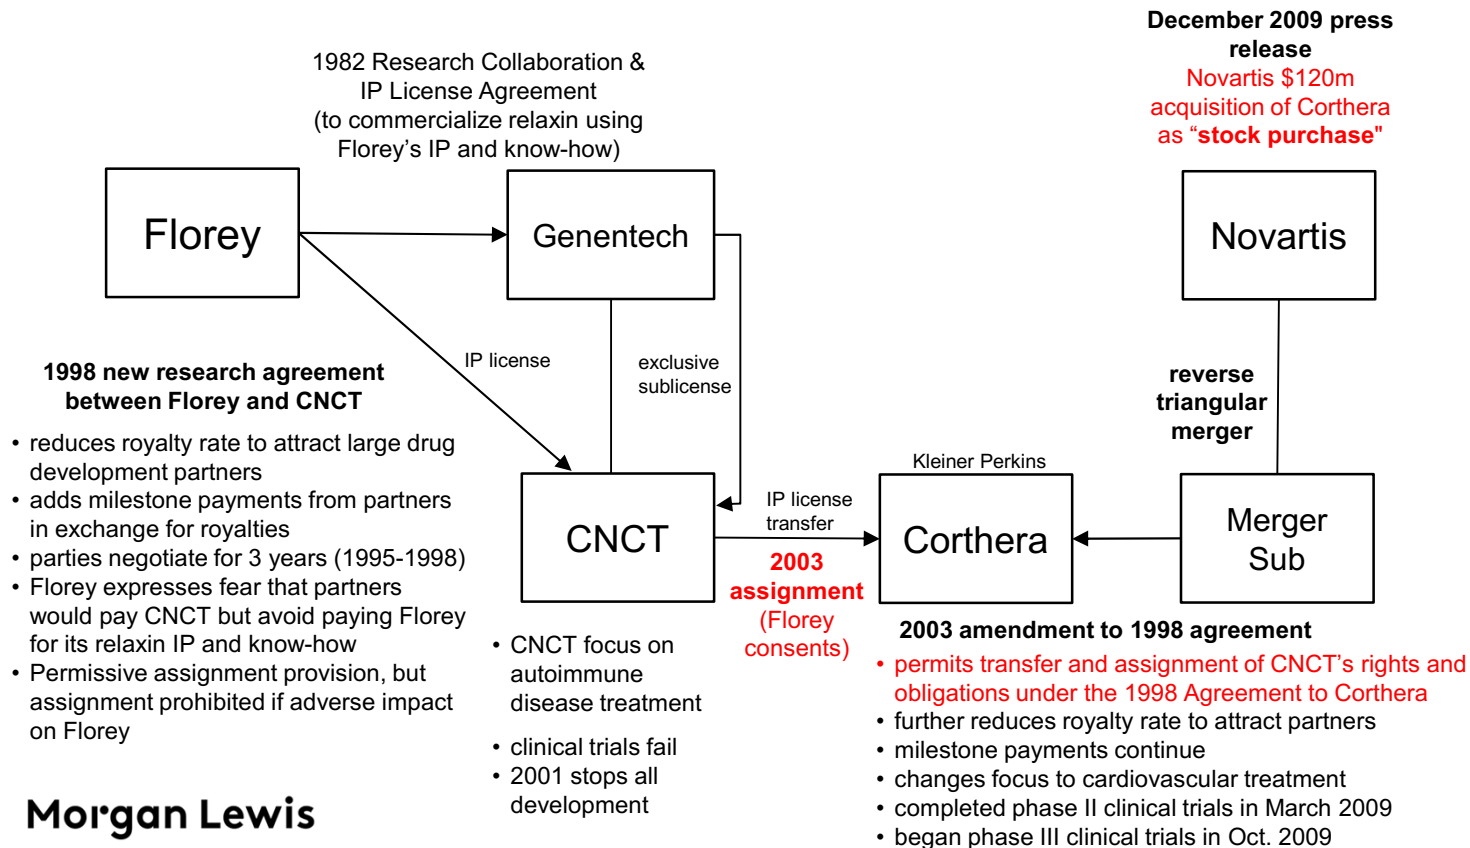 December 2009 press
release
Novartis $120m
acquisition of Corthera
as “stock purchase"
1982 Research Collaboration &
IP License Agreement
(to commercialize relaxin using
Florey’s IP and know-how)
Florey
Genentech
Novartis
IP license
exclusive
sublicense
reverse
triangular
merger
1998 new research agreement
between Florey and CNCT
• reduces royalty rate to attract large drug
development partners
• adds milestone payments from partners
in exchange for royalties
• parties negotiate for 3 years (1995-1998)
• Florey expresses fear that partners
would pay CNCT but avoid paying Florey
for its relaxin IP and know-how
• Permissive assignment provision, but
assignment prohibited if adverse impact
on Florey
CNCT
IP license
transfer
2003
assignment
(Florey
consents)
Kleiner Perkins
Corthera
Merger
Sub
• CNCT focus on
autoimmune
disease treatment
• clinical trials fail
• 2001 stops all
development
2003 amendment to 1998 agreement
• permits transfer and assignment of CNCT’s rights and
obligations under the 1998 Agreement to Corthera
• further reduces royalty rate to attract partners
• milestone payments continue
• changes focus to cardiovascular treatment
• completed phase II clinical trials in March 2009
• began phase III clinical trials in Oct. 2009
Morgan Lewis